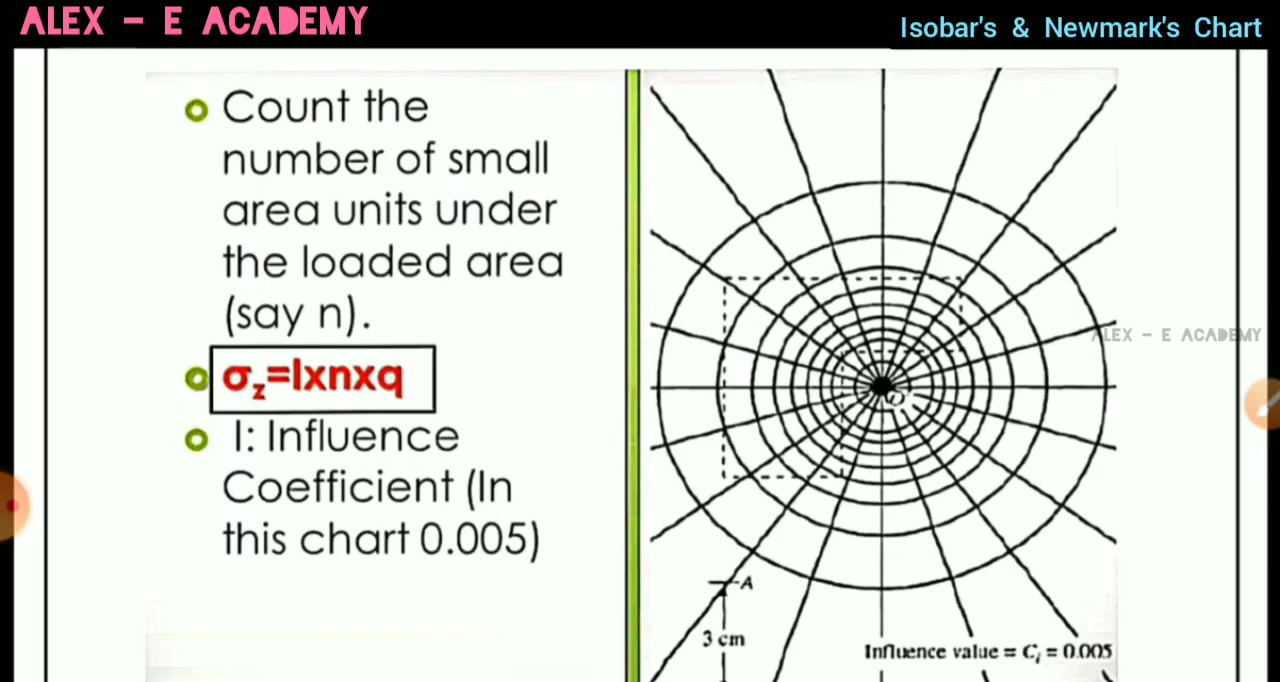 ALEX - E ACADEMY
Isobar's & Newmark's Chart
Count the
number of small
area units under
the loaded area
(say n).
σz=Ixnxq
I: Influence
Coefficient (In
this chart 0.005)
ALEX - E ACADEMY
O
A
3 cm
Influence value = Ci = 0.005